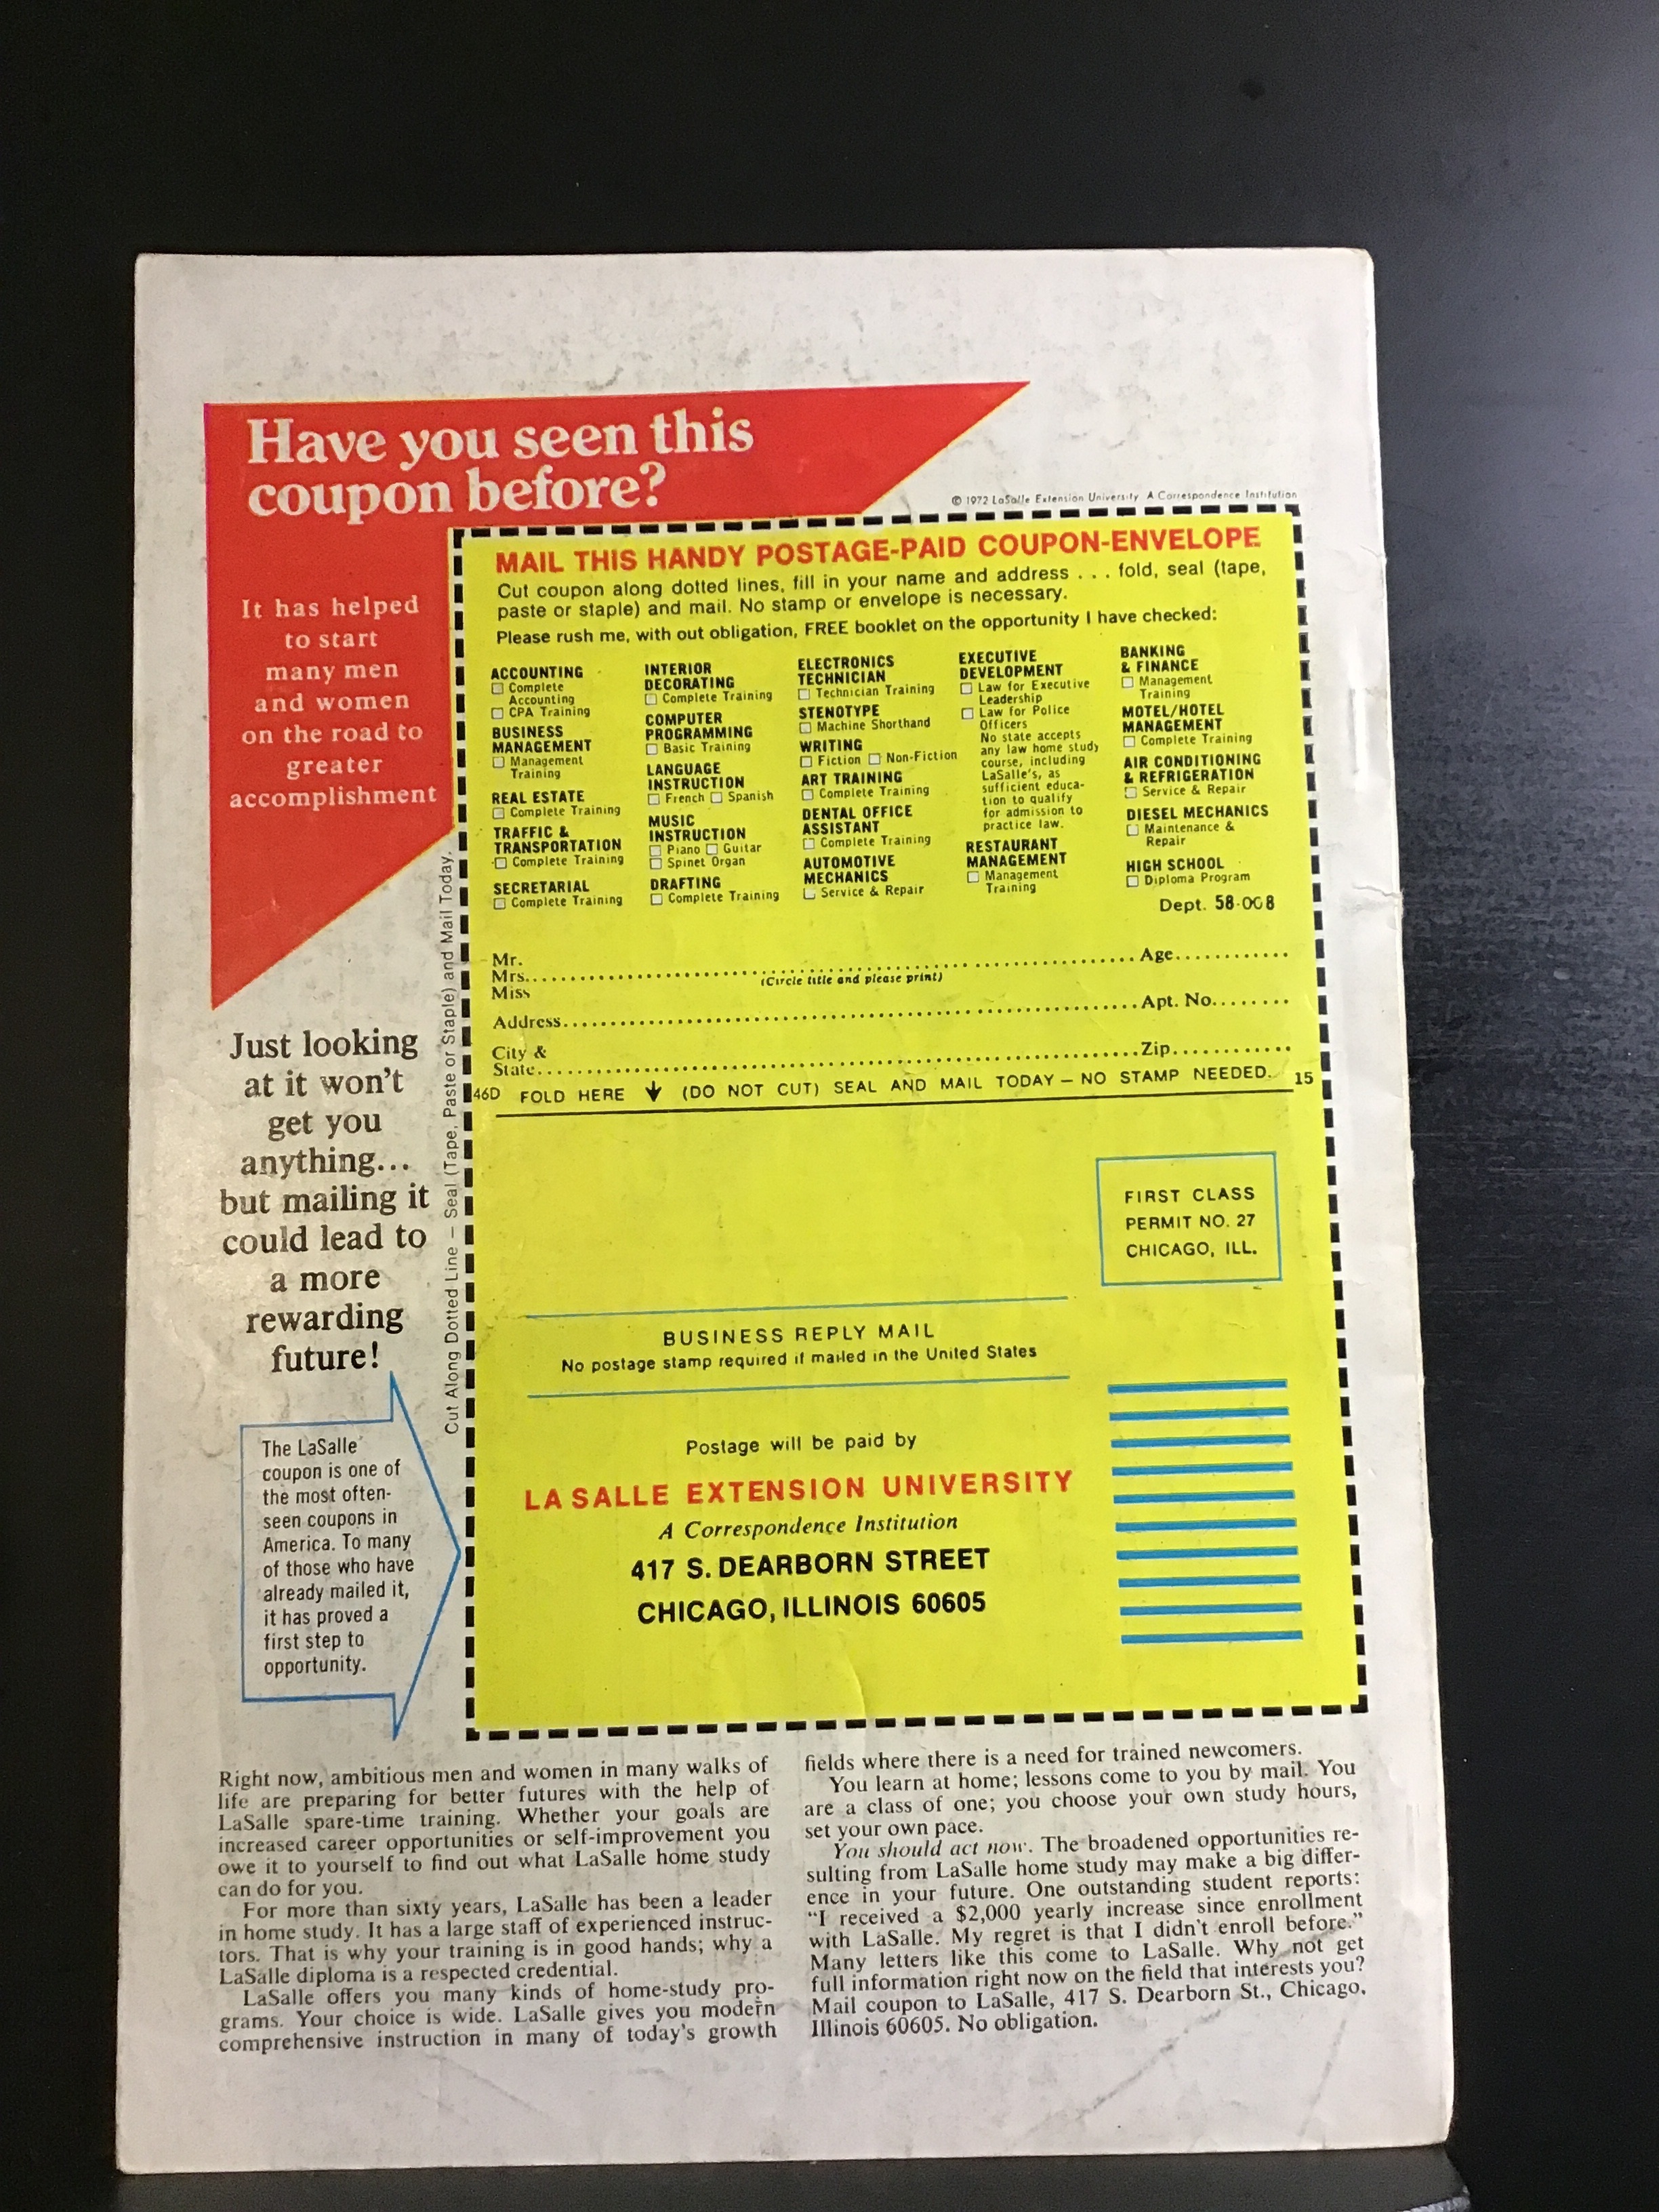 Have you seen this
coupon before?
It has helped
to start
many men
and women
on the road to
greater
accomplishment
© 1972 LaSalle Extension University A Correspondence Institution
MAIL THIS HANDY POSTAGE-PAID COUPON-ENVELOPE
Cut coupon along dotted lines, fill in your name and address . . . fold, seal (tape,
paste or staple) and mail. No stamp or envelope is necessary.
Please rush me, with out obligation, FREE booklet on the opportunity I have checked:
ACCOUNTING
Complete
Accounting
CPA Training
BUSINESS
MANAGEMENT
Management
Training
REAL ESTATE
Complete Training
TRAFFIC &
TRANSPORTATION
Complete Training
SECRETARIAL
Complete Training
INTERIOR
DECORATING
Complete Training
COMPUTER
PROGRAMMING
Basic Training
LANGUAGE
INSTRUCTION
French Spanish
MUSIC
INSTRUCTION
Piano Guitar
Spinet Organ
DRAFTING
Complete Training
ELECTRONICS
TECHNICIAN
Technician Training
STENOTYPE
Machine Shorthand
WRITING
Fiction Non-Fiction
ART TRAINING
Complete Training
DENTAL OFFICE
ASSISTANT
Complete Training
AUTOMOTIVE
MECHANICS
Service & Repair
EXECUTIVE
DEVELOPMENT
Law for Executive
Leadership
Law for Police
Officers
No state accepts
any law home study
course, including
LaSalle's, as
sufficient educa-
tion to qualify
for admission to
practice law.
RESTAURANT
MANAGEMENT
Management
Training
BANKING
& FINANCE
Management
Training
MOTEL/HOTEL
MANAGEMENT
Complete Training
AIR CONDITIONING
& REFRIGERATION
Service & Repair
DIESEL MECHANICS
Maintenance &
Repair
HIGH SCHOOL
Diploma Program
Dept. 58-008
Mr.
Mrs. Age
Miss
(Circle title and please print)
Address Apt. No.
City &
State Zip
46D FOLD HERE (DO NOT CUT) SEAL AND MAIL TODAY — NO STAMP NEEDED. 15
Cut Along Dotted Line — Seal (Tape, Paste or Staple) and Mail Today.
Just looking
at it won't
get you
anything...
but mailing it
could lead to
a more
rewarding
future!
The LaSalle
coupon is one of
the most often-
seen coupons in
America. To many
of those who have
already mailed it,
it has proved a
first step to
opportunity.
FIRST CLASS
PERMIT NO. 27
CHICAGO, ILL.
BUSINESS REPLY MAIL
No postage stamp required if mailed in the United States
Postage will be paid by
LA SALLE EXTENSION UNIVERSITY
A Correspondence Institution
417 S. DEARBORN STREET
CHICAGO, ILLINOIS 60605
Right now, ambitious men and women in many walks of
life are preparing for better futures with the help of
LaSalle spare-time training. Whether your goals are
increased career opportunities or self-improvement you
owe it to yourself to find out what LaSalle home study
can do for you.
For more than sixty years, LaSalle has been a leader
in home study. It has a large staff of experienced instruc-
tors. That is why your training is in good hands; why a
LaSalle diploma is a respected credential.
LaSalle offers you many kinds of home-study pro-
grams. Your choice is wide. LaSalle gives you modern
comprehensive instruction in many of today's growth
fields where there is a need for trained newcomers.
You learn at home; lessons come to you by mail. You
are a class of one; you choose your own study hours,
set your own pace.
You should act now. The broadened opportunities re-
sulting from LaSalle home study may make a big differ-
ence in your future. One outstanding student reports:
"I received a $2,000 yearly increase since enrollment
with LaSalle. My regret is that I didn't enroll before."
Many letters like this come to LaSalle. Why not get
full information right now on the field that interests you?
Mail coupon to LaSalle, 417 S. Dearborn St., Chicago,
Illinois 60605. No obligation.